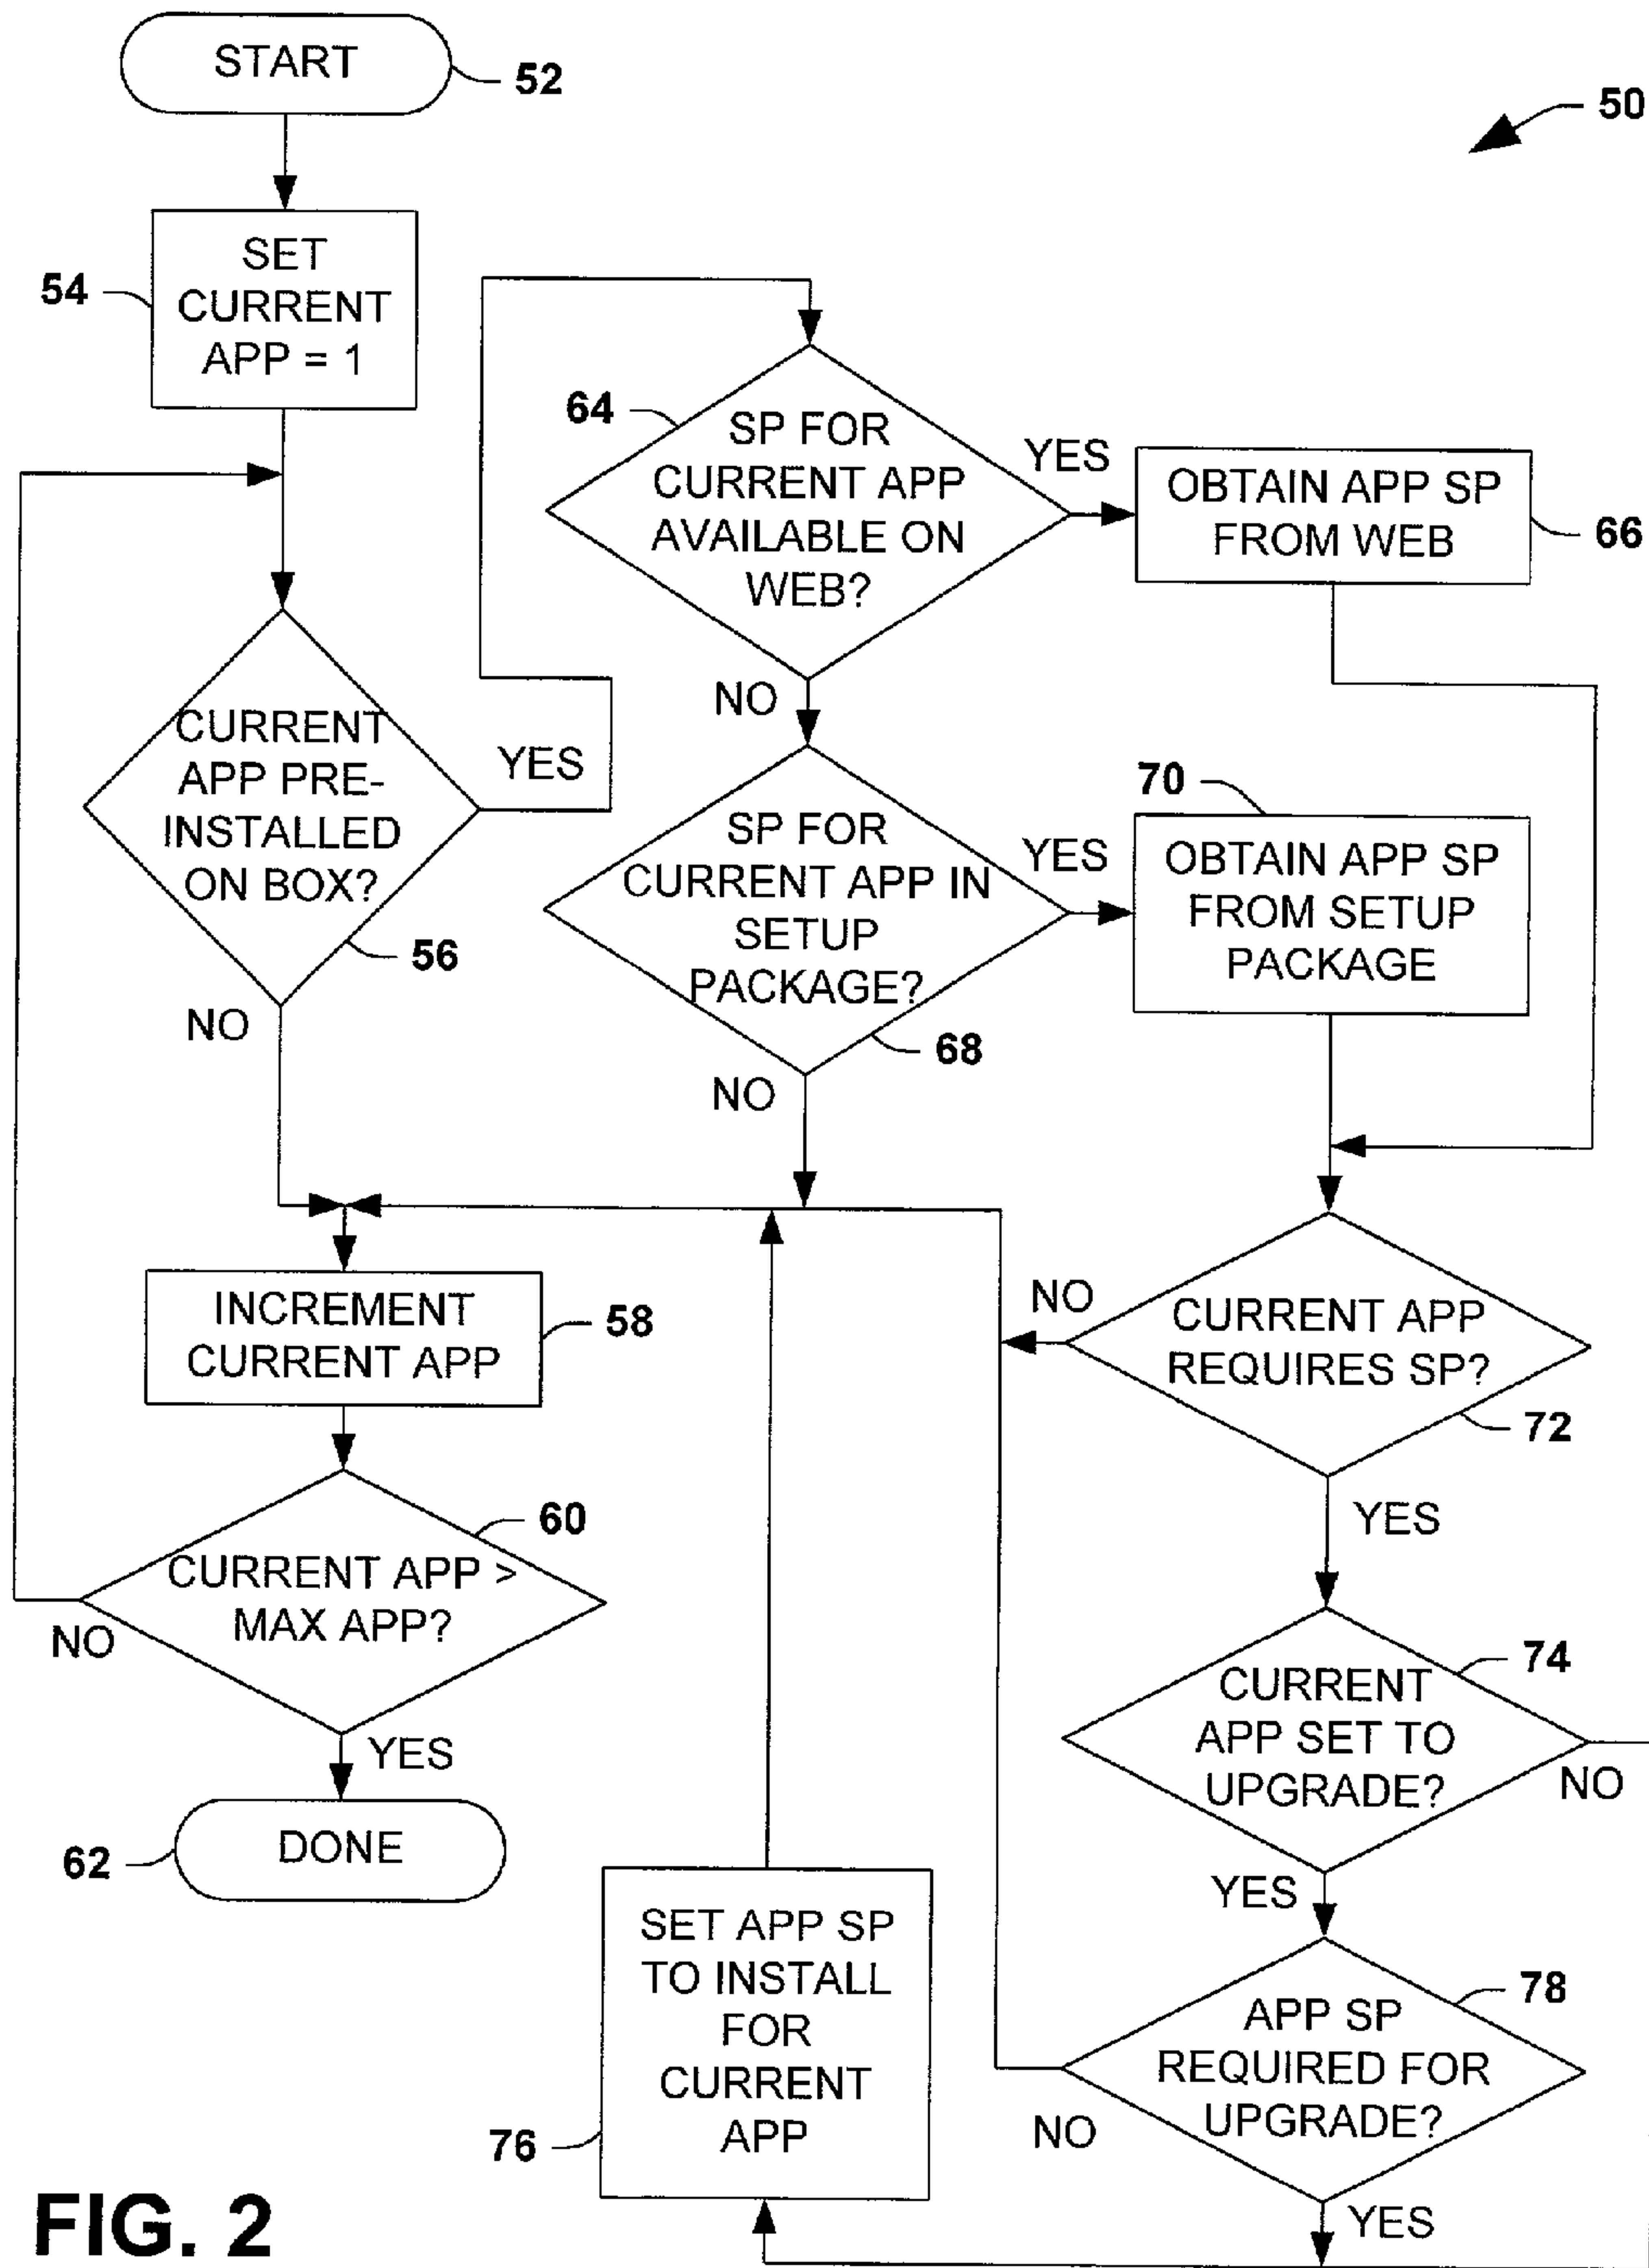 START
52
50
SET
CURRENT
APP = 1
54
64
SP FOR
CURRENT APP
AVAILABLE ON
WEB?
YES
OBTAIN APP SP
FROM WEB
66
NO
CURRENT
APP PRE-
INSTALLED
ON BOX?
YES
56
NO
SP FOR
CURRENT APP IN
SETUP
PACKAGE?
YES
68
NO
70
OBTAIN APP SP
FROM SETUP
PACKAGE
INCREMENT
CURRENT APP
58
NO
CURRENT APP
REQUIRES SP?
72
YES
60
CURRENT APP >
MAX APP?
NO
YES
DONE
62
74
CURRENT
APP SET TO
UPGRADE?
NO
YES
SET APP SP
TO INSTALL
FOR
CURRENT
APP
76
78
APP SP
REQUIRED FOR
UPGRADE?
NO
YES
FIG. 2